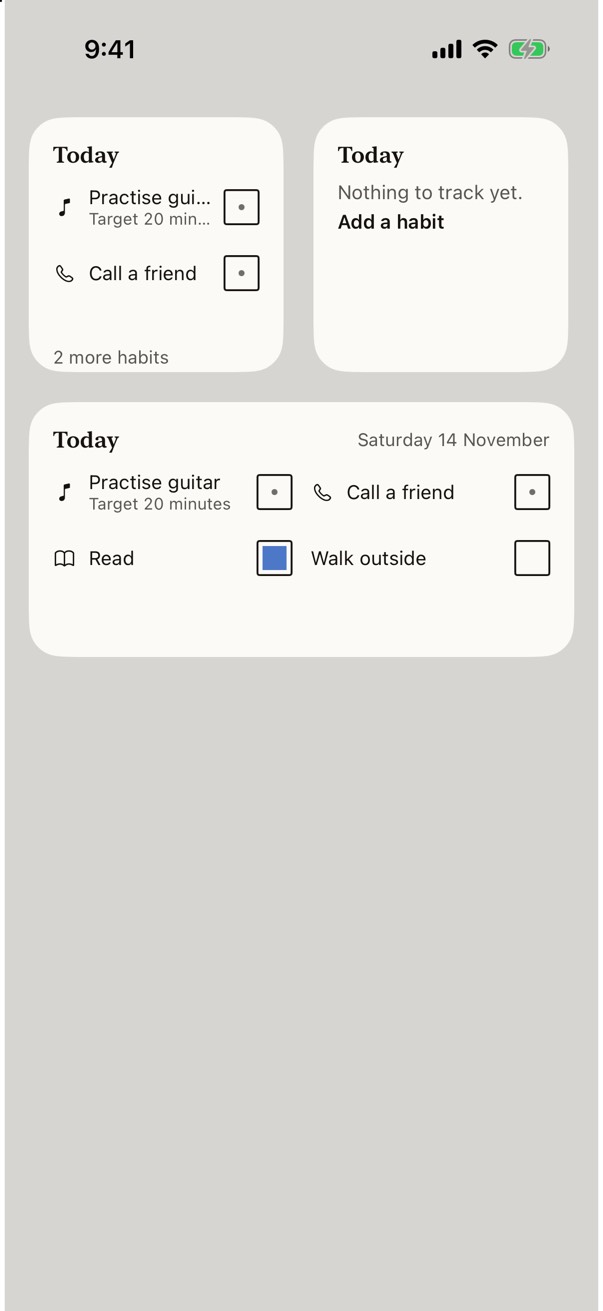 9:41
Today
Practise gui...
Target 20 min...
Call a friend
2 more habits
Today
Nothing to track yet.
Add a habit
Today
Saturday 14 November
Practise guitar
Target 20 minutes
Call a friend
Read
Walk outside